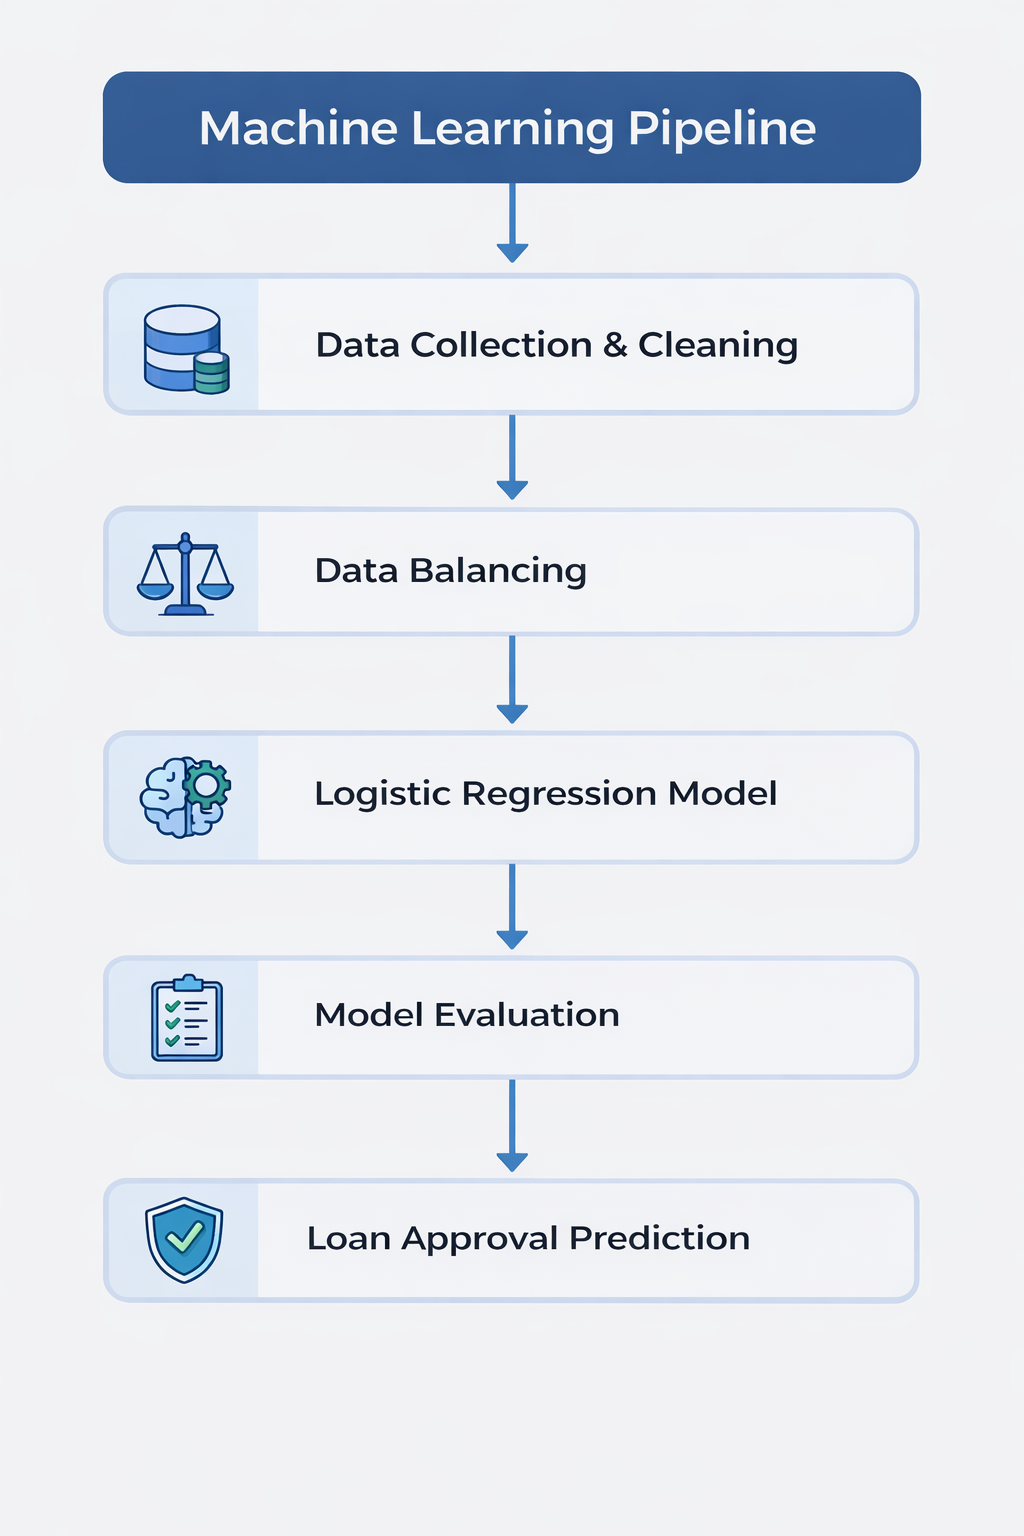 Machine Learning Pipeline
Data Collection & Cleaning
Data Balancing
Logistic Regression Model
Model Evaluation
Loan Approval Prediction